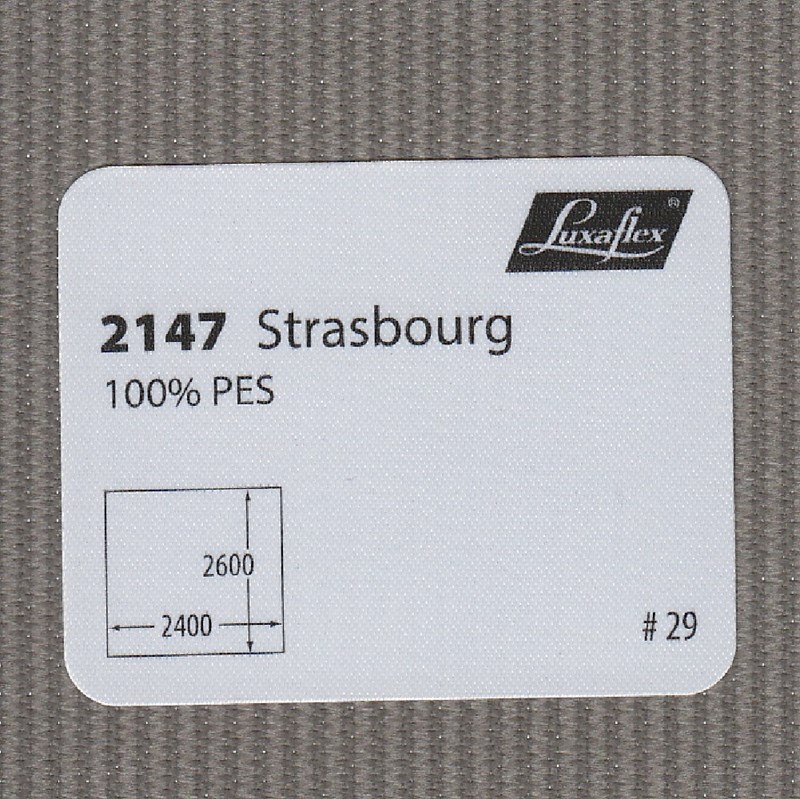 Luxaflex®
2147 Strasbourg
100% PES
2600
2400
# 29